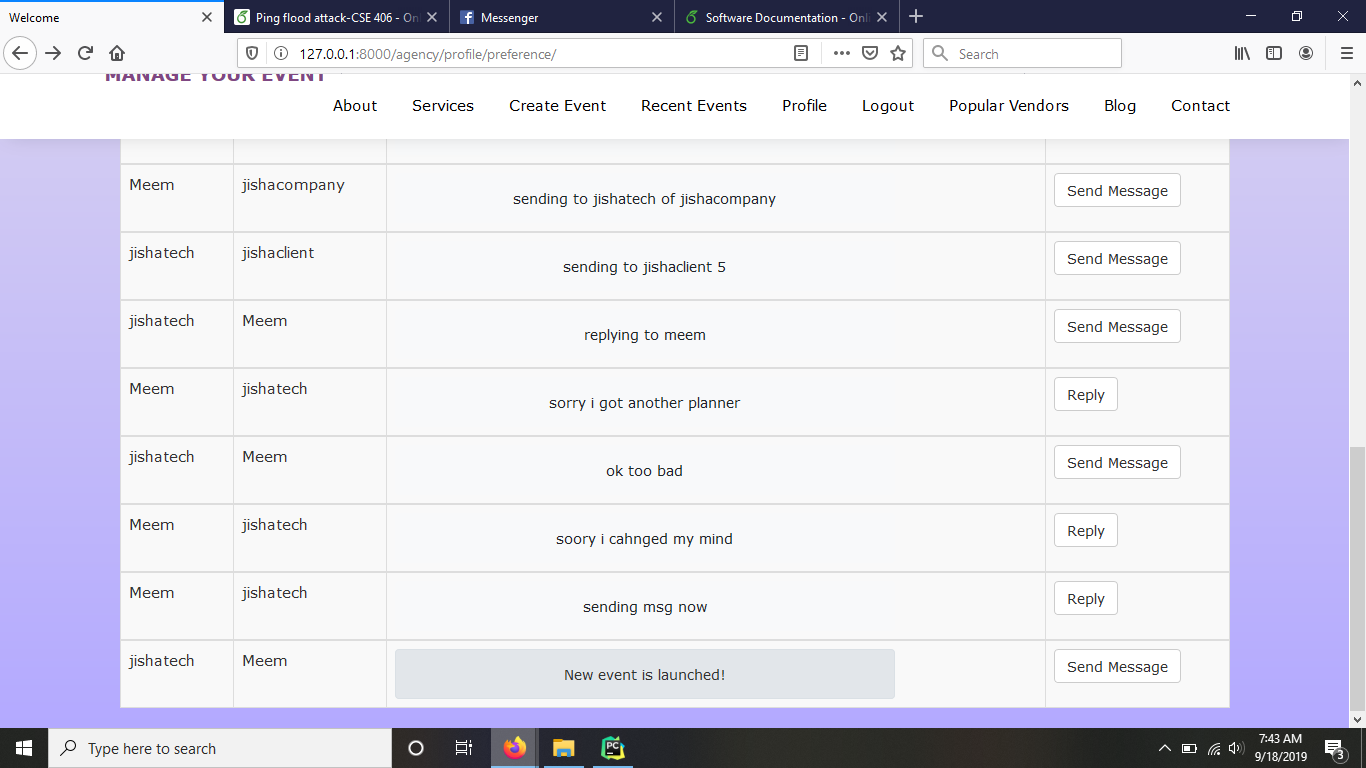 Welcome
Ping flood attack-CSE 406 - Onl
Messenger
Software Documentation - Onl
127.0.0.1:8000/agency/profile/preference/
Search
MANAGE YOUR EVENT
About Services Create Event Recent Events Profile Logout Popular Vendors Blog Contact
Meem jishacompany sending to jishatech of jishacompany Send Message
jishatech jishaclient sending to jishaclient 5 Send Message
jishatech Meem replying to meem Send Message
Meem jishatech sorry i got another planner Reply
jishatech Meem ok too bad Send Message
Meem jishatech soory i cahnged my mind Reply
Meem jishatech sending msg now Reply
jishatech Meem New event is launched! Send Message
Type here to search
PC
7:43 AM
9/18/2019
3